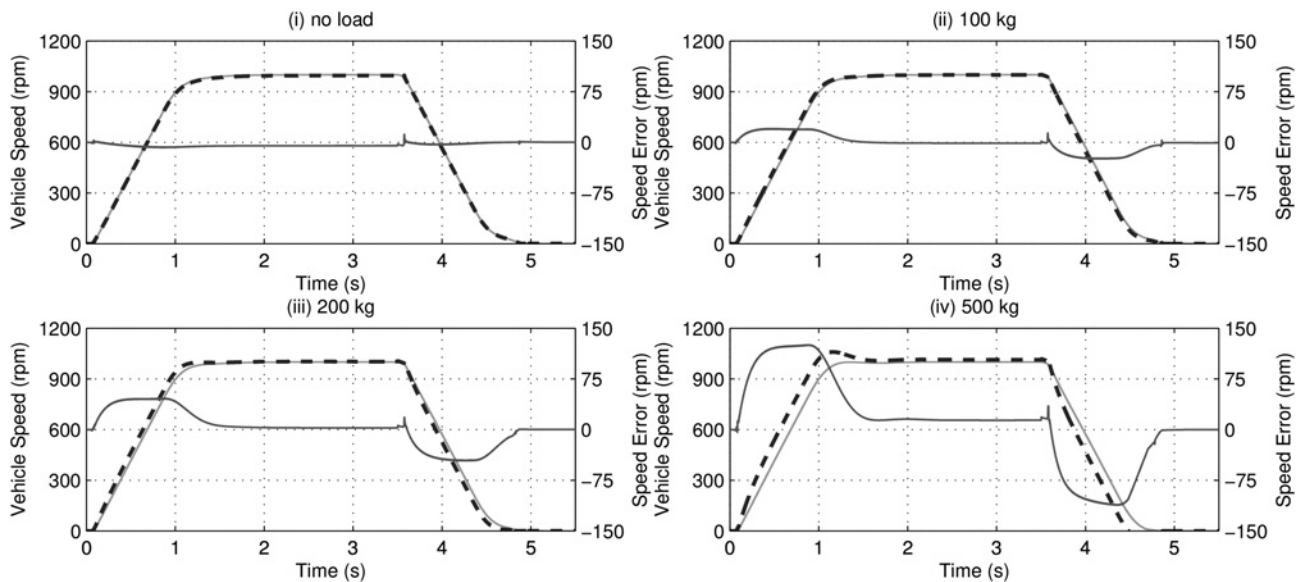 (i) no load
1200
900
600
300
0
Vehicle Speed (rpm)
150
75
0
−75
−150
Speed Error (rpm)
0 1 2 3 4 5
Time (s)
(ii) 100 kg
1200
900
600
300
0
Vehicle Speed (rpm)
150
75
0
−75
−150
Speed Error (rpm)
0 1 2 3 4 5
Time (s)
(iii) 200 kg
1200
900
600
300
0
Vehicle Speed (rpm)
150
75
0
−75
−150
Speed Error (rpm)
0 1 2 3 4 5
Time (s)
(iv) 500 kg
1200
900
600
300
0
Vehicle Speed (rpm)
150
75
0
−75
−150
Speed Error (rpm)
0 1 2 3 4 5
Time (s)